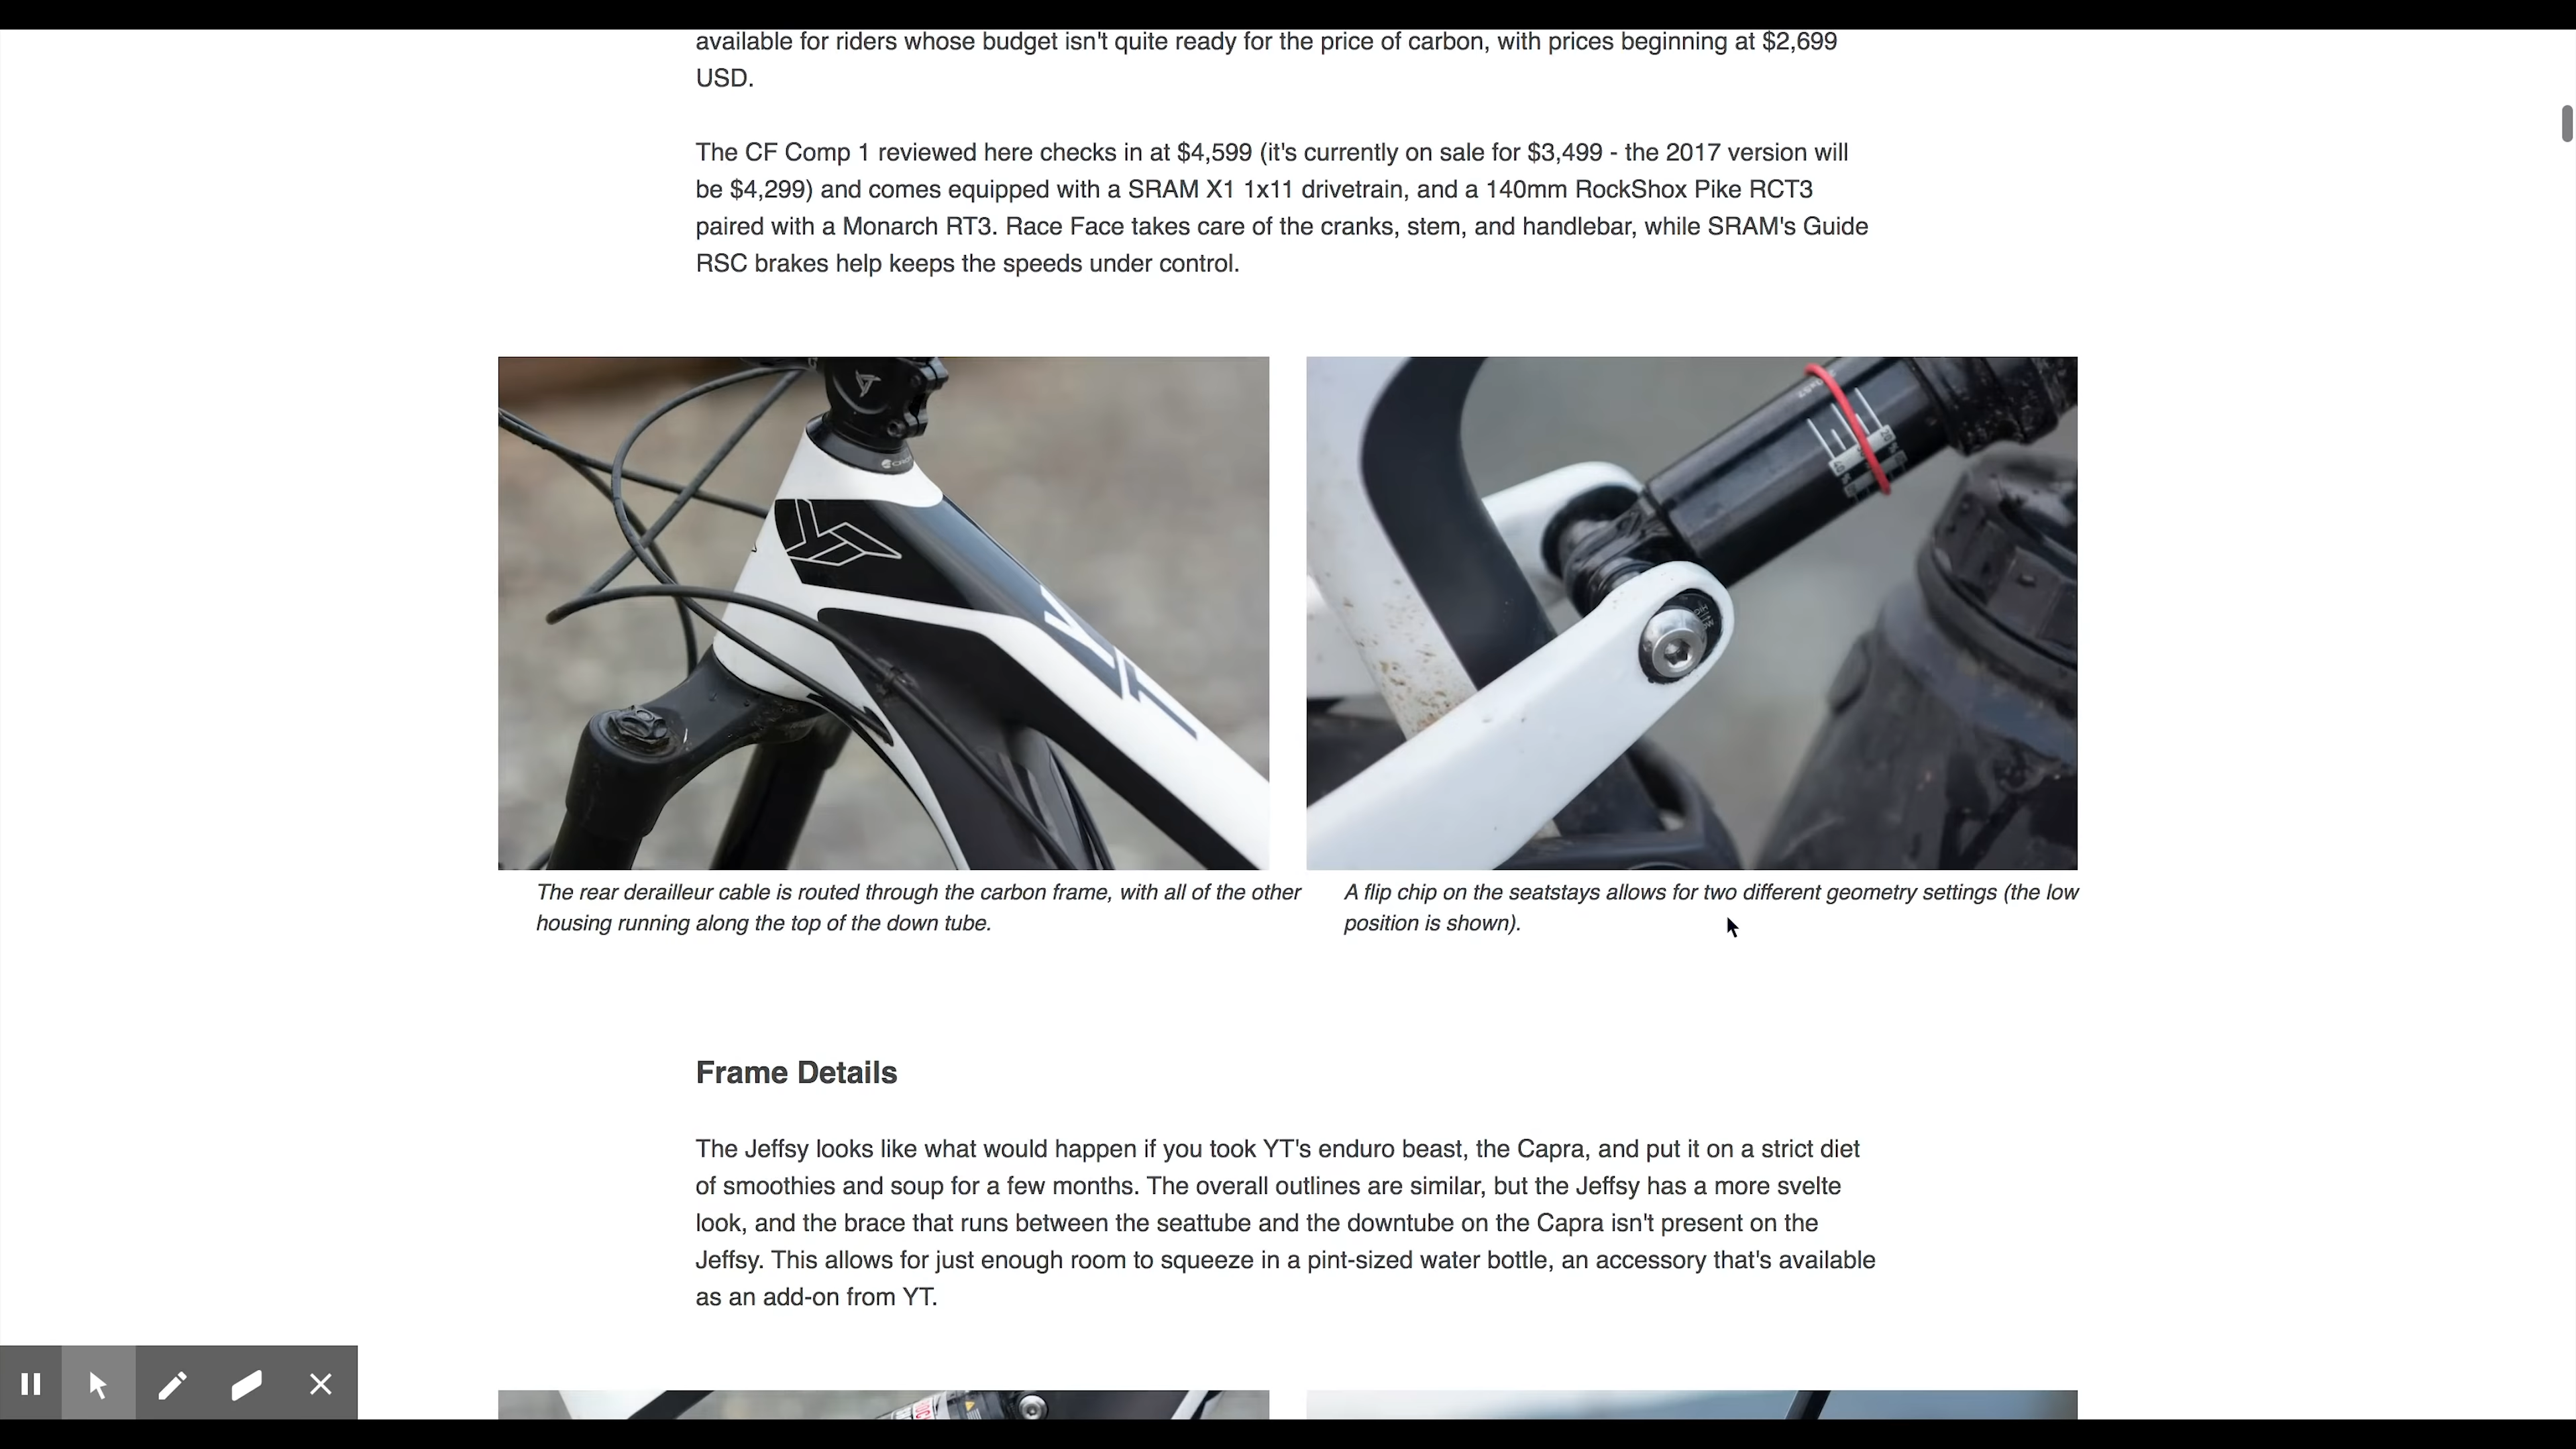 available for riders whose budget isn't quite ready for the price of carbon, with prices beginning at $2,699
USD.
The CF Comp 1 reviewed here checks in at $4,599 (it's currently on sale for $3,499 - the 2017 version will
be $4,299) and comes equipped with a SRAM X1 1x11 drivetrain, and a 140mm RockShox Pike RCT3
paired with a Monarch RT3. Race Face takes care of the cranks, stem, and handlebar, while SRAM's Guide
RSC brakes help keeps the speeds under control.
YT
The rear derailleur cable is routed through the carbon frame, with all of the other
housing running along the top of the down tube.
A flip chip on the seatstays allows for two different geometry settings (the low
position is shown).
Frame Details
The Jeffsy looks like what would happen if you took YT's enduro beast, the Capra, and put it on a strict diet
of smoothies and soup for a few months. The overall outlines are similar, but the Jeffsy has a more svelte
look, and the brace that runs between the seattube and the downtube on the Capra isn't present on the
Jeffsy. This allows for just enough room to squeeze in a pint-sized water bottle, an accessory that's available
as an add-on from YT.